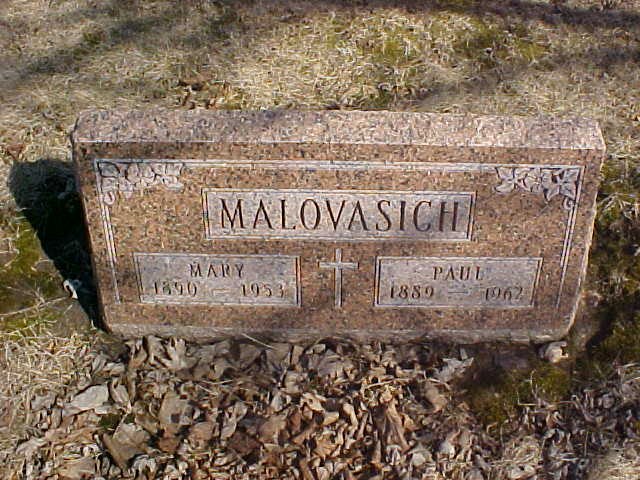 MALOVASICH
MARY
1890 — 1953
PAUL
1889 — 1962